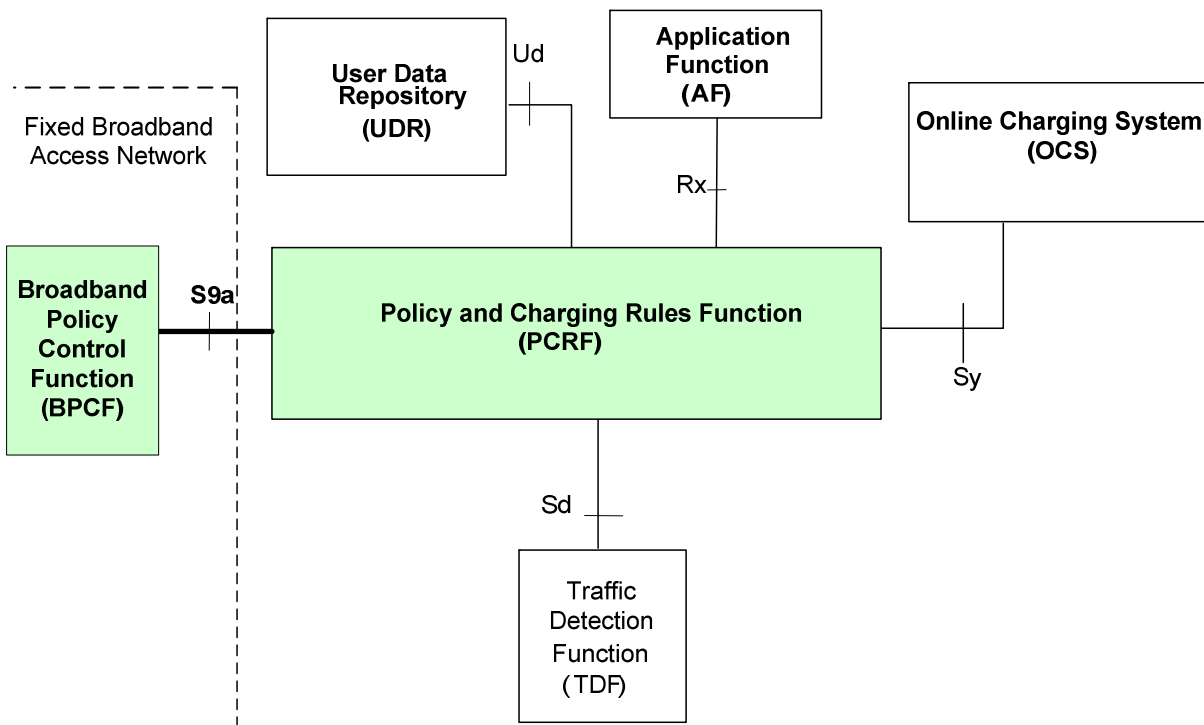 User Data
Repository
(UDR)
Ud
Application
Function
(AF)
Online Charging System
(OCS)
Fixed Broadband
Access Network
Rx
Broadband
Policy
Control
Function
(BPCF)
S9a
Policy and Charging Rules Function
(PCRF)
Sy
Sd
Traffic
Detection
Function
(TDF)